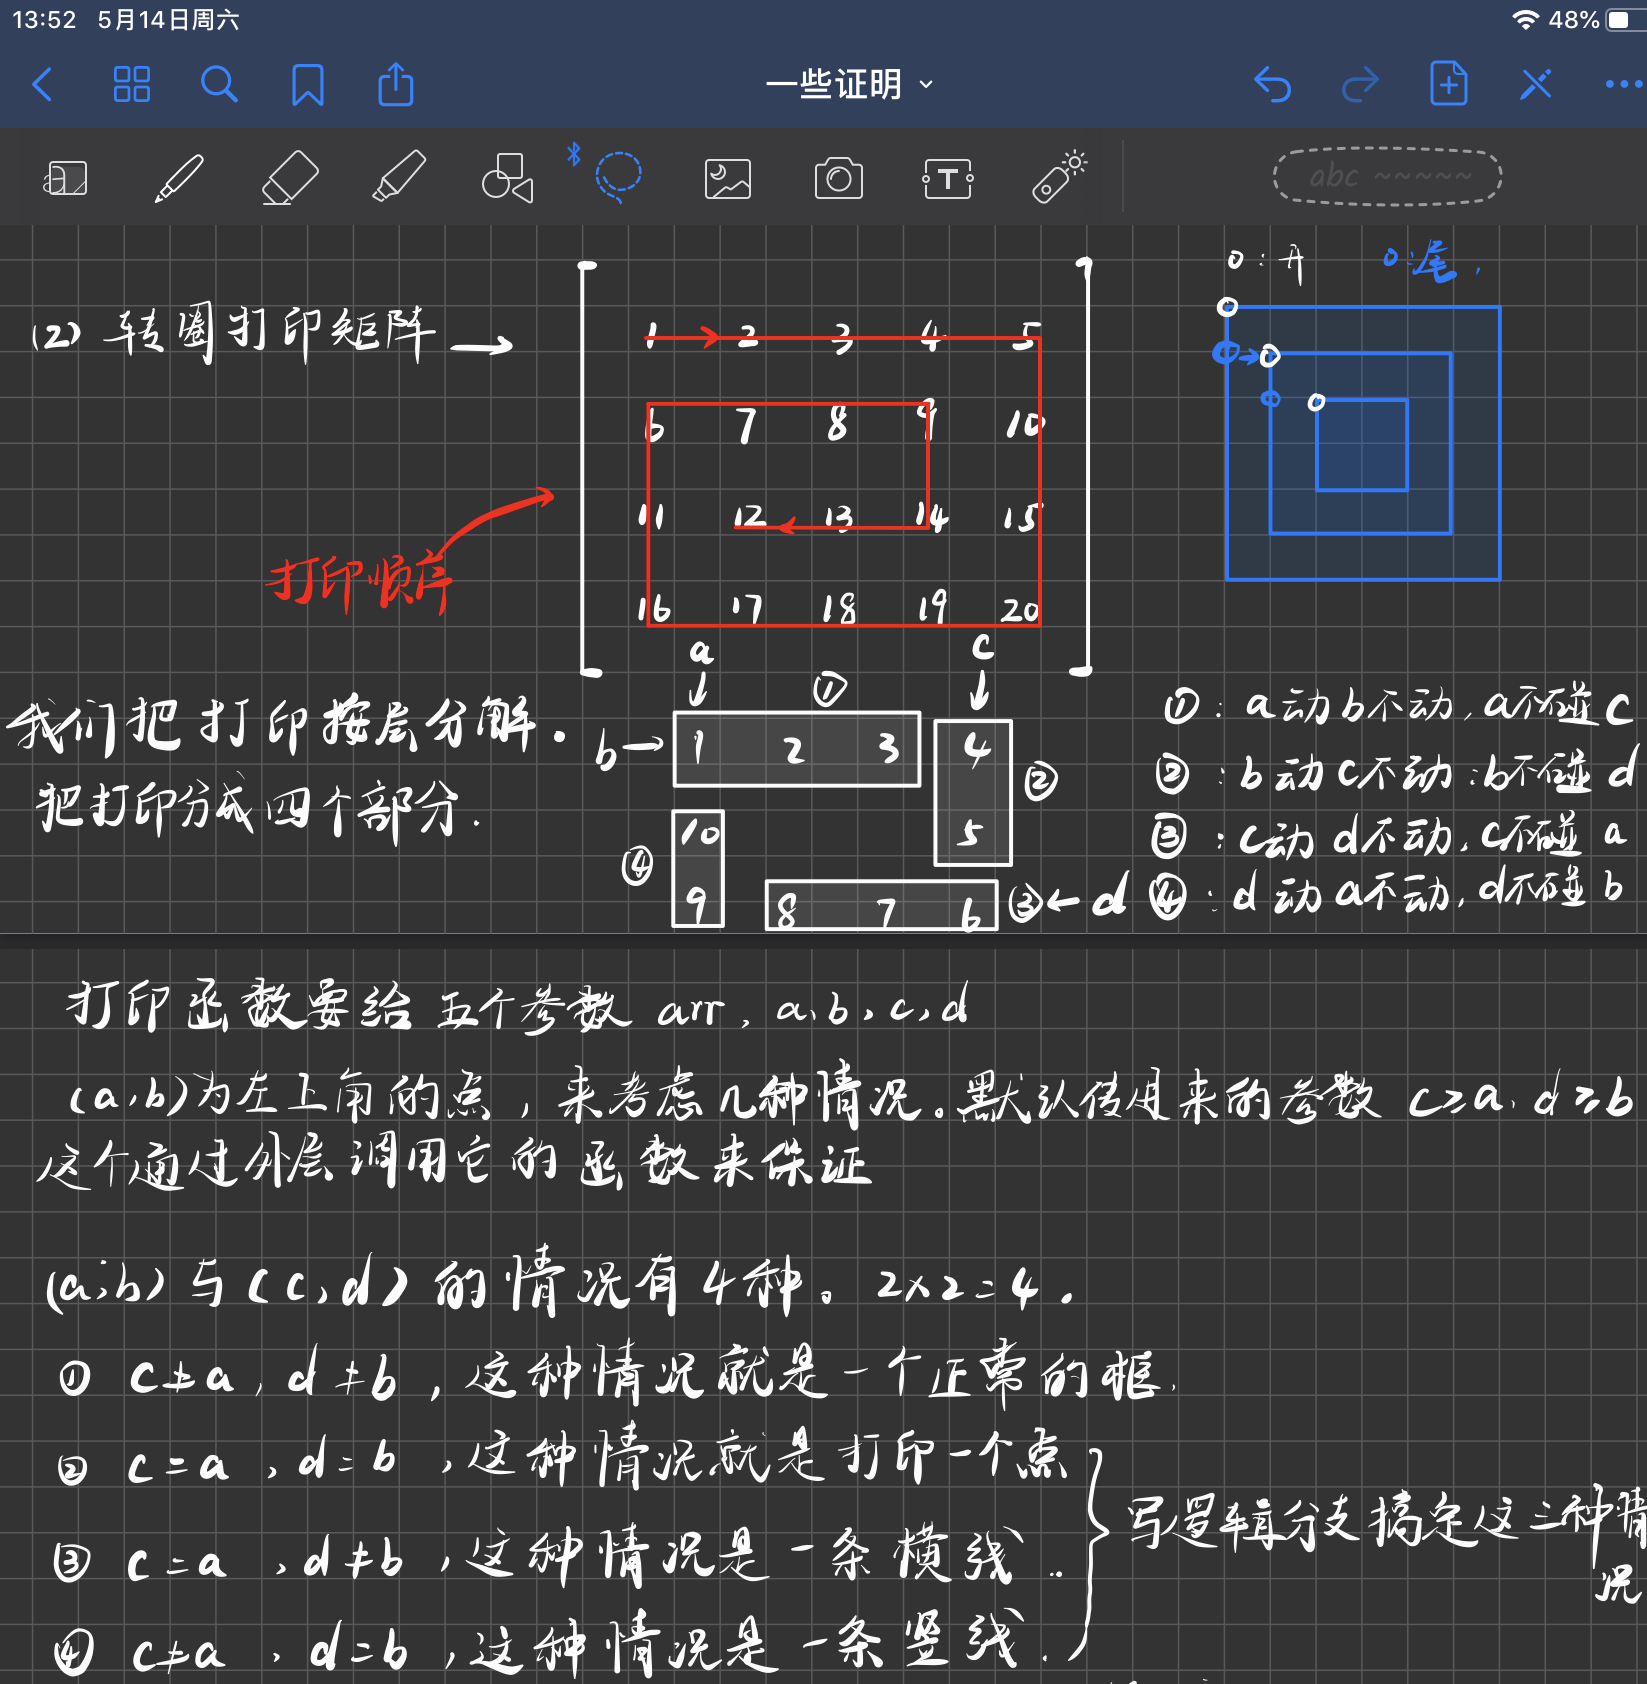 13:52 5月14日周六
48%
一些证明
abc
(2) 转圈打印矩阵
1 2 3 4 5
6 7 8 9 10
11 12 13 14 15
16 17 18 19 20
o:开 o:尾.
打印顺序
我们把打印按层分解.
把打印分成四个部分.
a c
①
b→ 1 2 3 4 ②
10 5
④
9 8 7 6 ③←d
①: a动b不动,a不碰c
②: b动c不动:b不碰d
③: c动d不动,c不碰a
④: d动a不动,d不碰b
打印函数要给五个参数 arr, a,b,c,d
(a,b)为左上角的点,来考虑几种情况。默认传进来的参数 c≥a, d≥b
这个通过外层调用它的函数来保证
(a,b)与(c,d)的情况有4种。2×2=4.
① c≠a, d≠b,这种情况就是一个正常的框.
② c=a,d=b,这种情况就是打印一个点
③ c=a,d≠b,这种情况是一条横线..
④ c≠a,d=b,这种情况是一条竖线.
写逻辑分支搞定这三种情
况